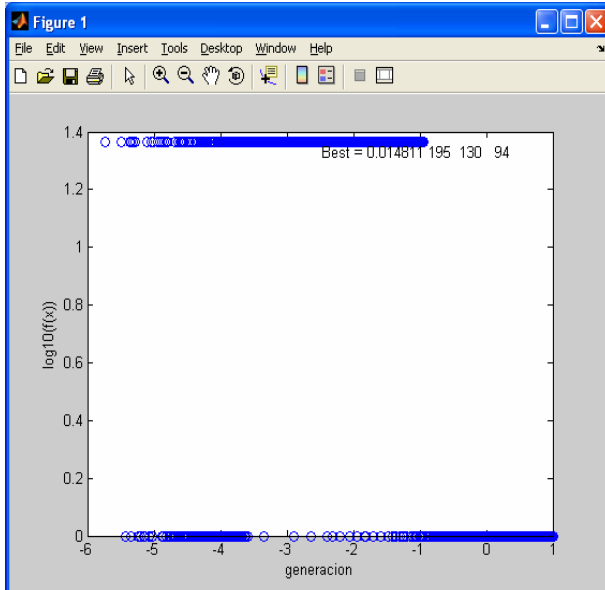 Figure 1
File Edit View Insert Tools Desktop Window Help
1.4
Best = 0.014811 195 130 94
1.2
1
0.8
log10(f(x))
0.6
0.4
0.2
0
-6 -5 -4 -3 -2 -1 0 1
generacion